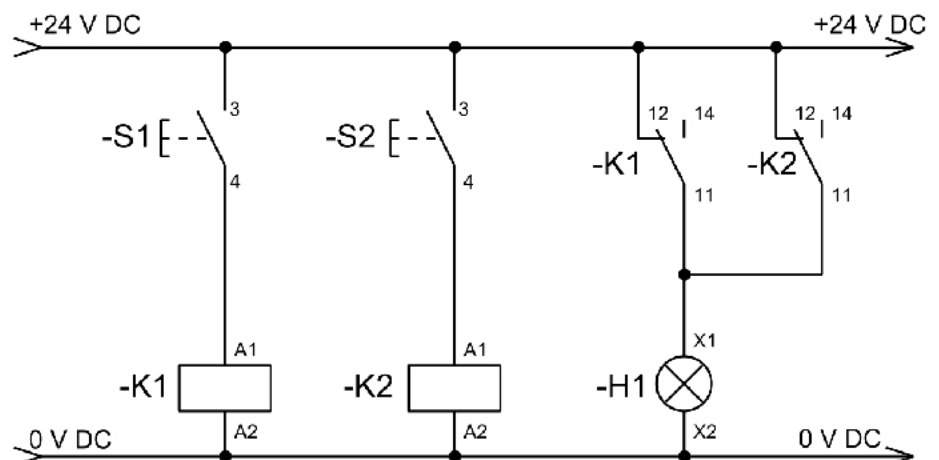 +24 V DC
+24 V DC
3
3
12
14
12
14
-S1
-S2
-K1
-K2
4
4
11
11
A1
A1
X1
-K1
-K2
-H1
A2
A2
X2
0 V DC
0 V DC